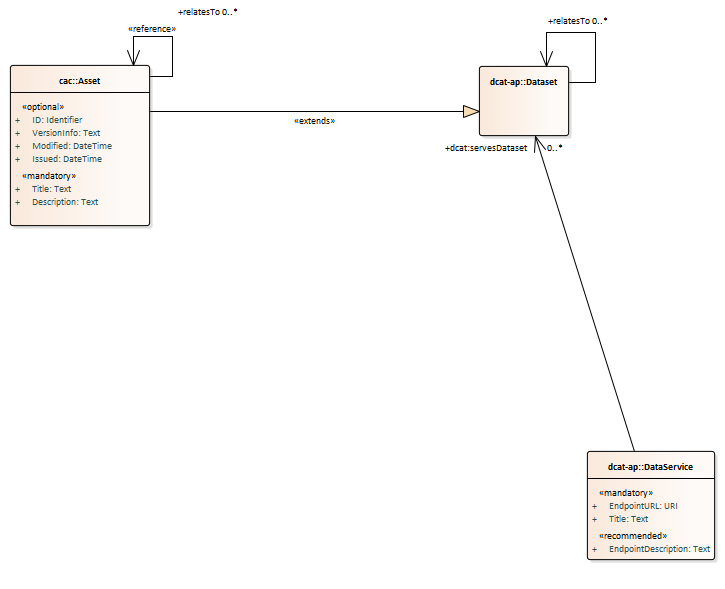 +relatesTo 0..*
«reference»
cac::Asset
«optional»
+ ID: Identifier
+ VersionInfo: Text
+ Modified: DateTime
+ Issued: DateTime
«mandatory»
+ Title: Text
+ Description: Text
«extends»
+relatesTo 0..*
dcat-ap::Dataset
+dcat:servesDataset 0..*
dcat-ap::DataService
«mandatory»
+ EndpointURL: URI
+ Title: Text
«recommended»
+ EndpointDescription: Text